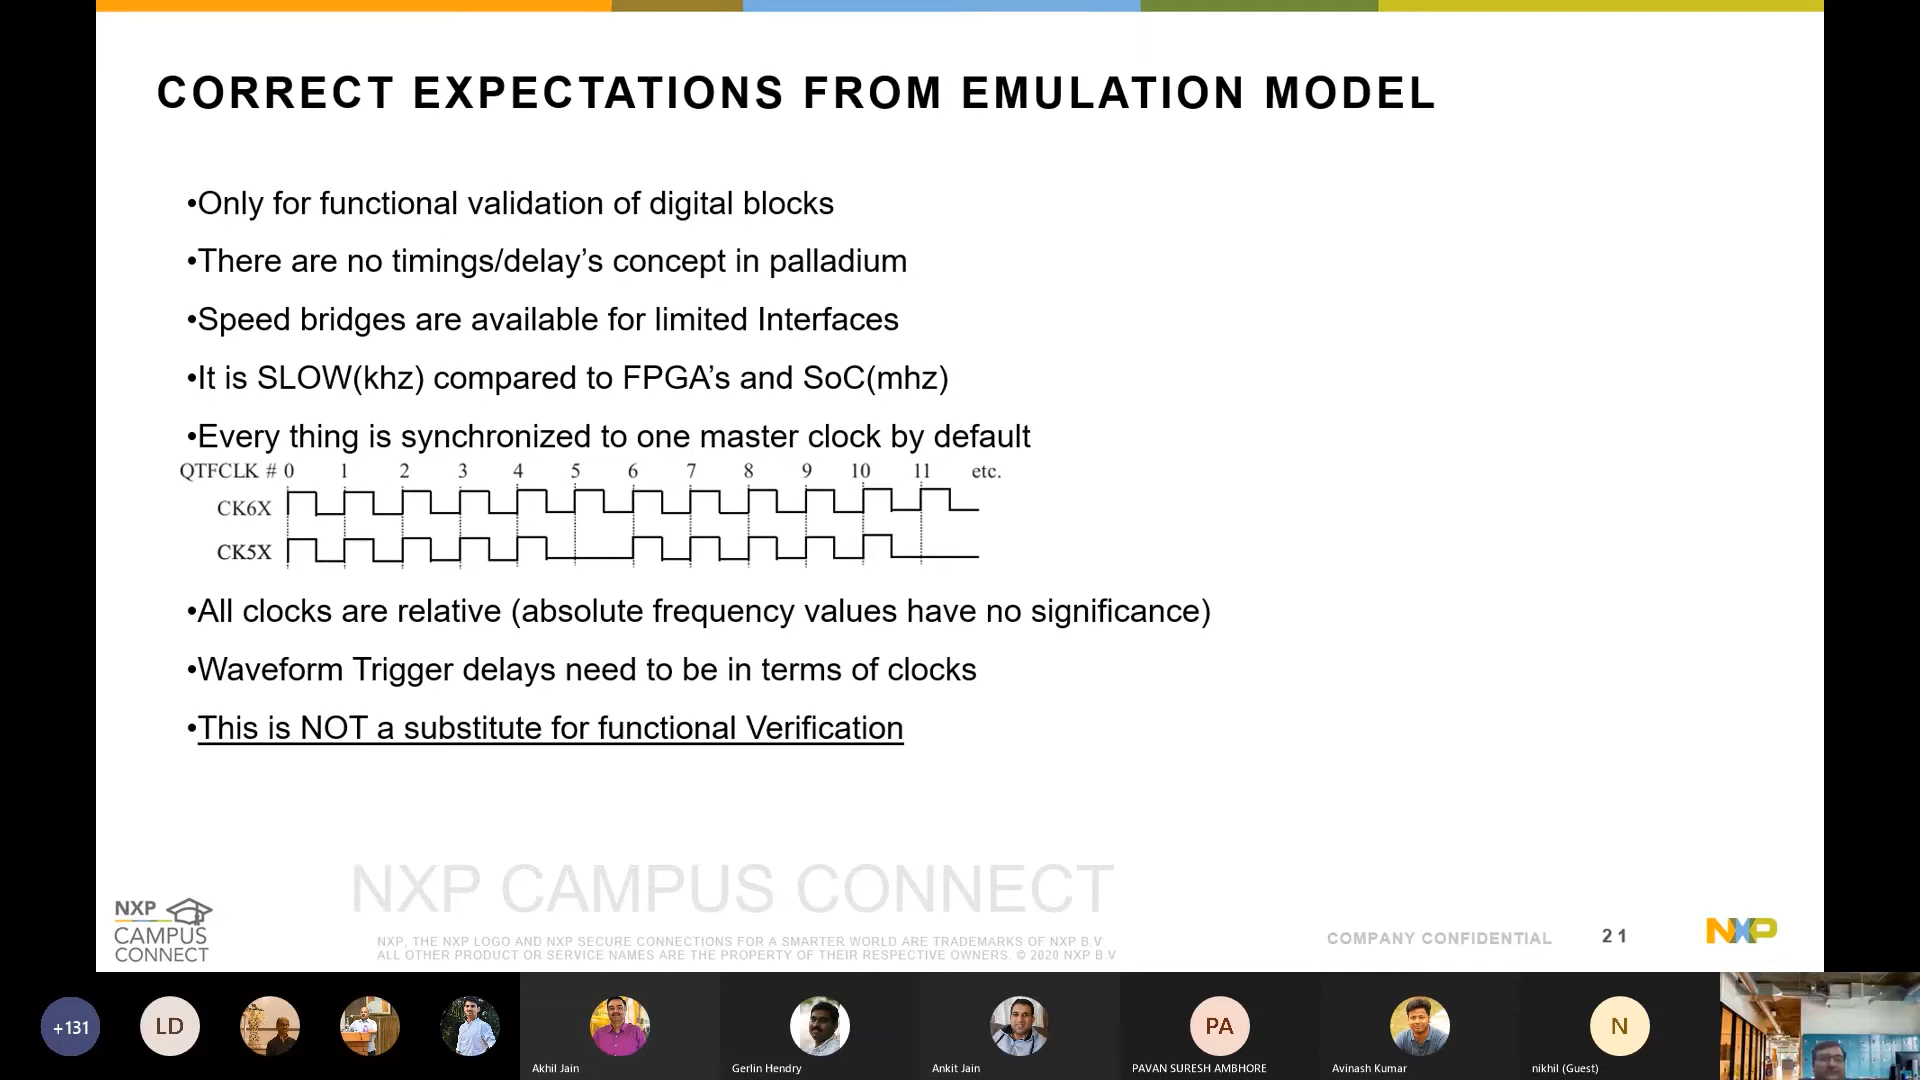 CORRECT EXPECTATIONS FROM EMULATION MODEL
•Only for functional validation of digital blocks
•There are no timings/delay’s concept in palladium
•Speed bridges are available for limited Interfaces
•It is SLOW(khz) compared to FPGA’s and SoC(mhz)
•Every thing is synchronized to one master clock by default
QTFCLK # 0 1 2 3 4 5 6 7 8 9 10 11 etc.
CK6X
CK5X
•All clocks are relative (absolute frequency values have no significance)
•Waveform Trigger delays need to be in terms of clocks
•This is NOT a substitute for functional Verification
NXP CAMPUS CONNECT
NXP
CAMPUS
CONNECT
NXP, THE NXP LOGO AND NXP SECURE CONNECTIONS FOR A SMARTER WORLD ARE TRADEMARKS OF NXP B.V
ALL OTHER PRODUCT OR SERVICE NAMES ARE THE PROPERTY OF THEIR RESPECTIVE OWNERS. © 2020 NXP B.V
COMPANY CONFIDENTIAL 21 NXP
+131 LD PA N
Akhil Jain Gerlin Hendry Ankit Jain PAVAN SURESH AMBHORE Avinash Kumar nikhil (Guest)